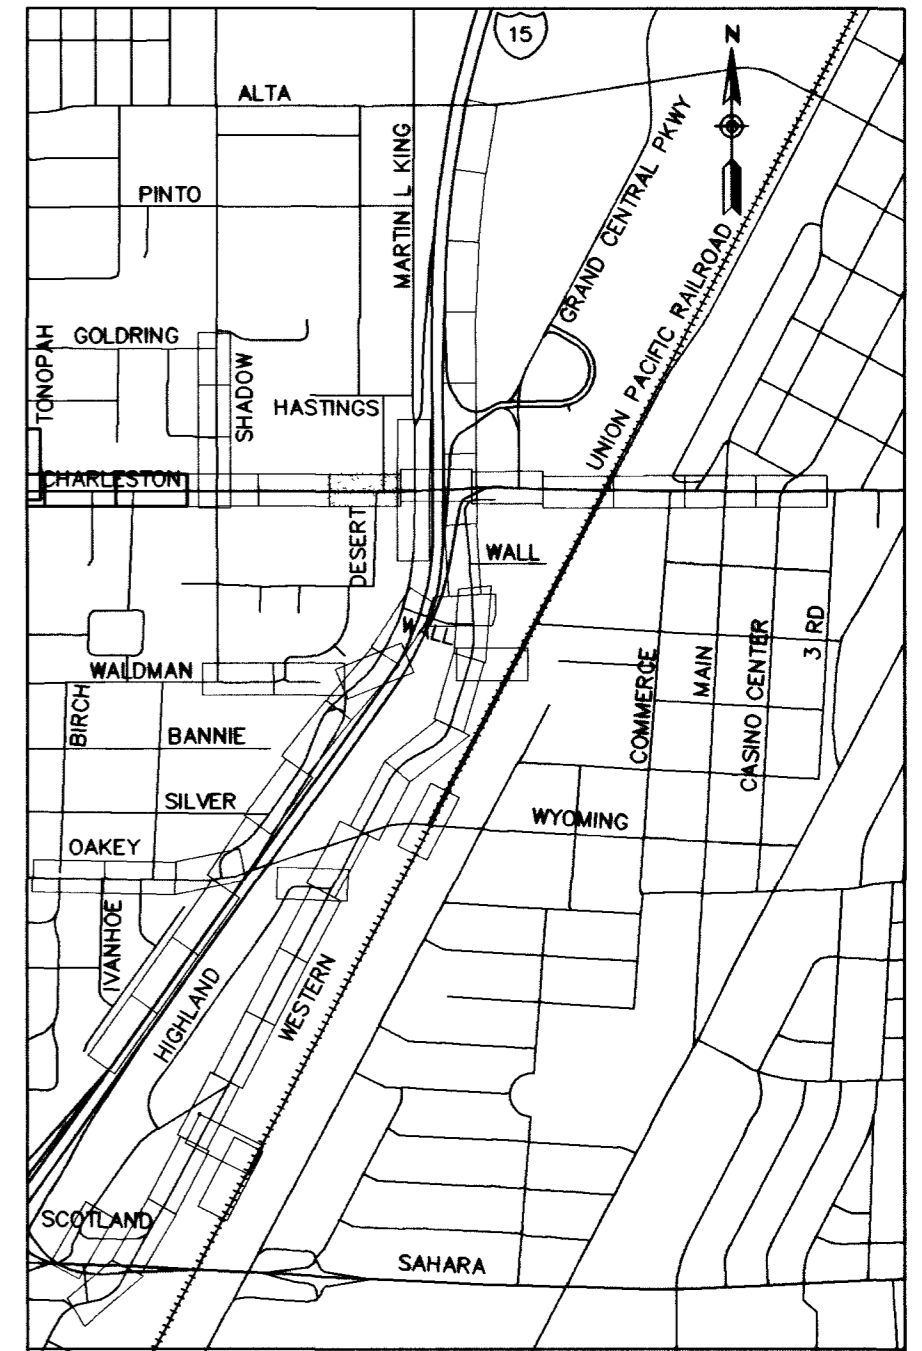 15
N
ALTA
MARTIN L KING
PINTO
GRAND CENTRAL PKWY
UNION PACIFIC RAILROAD
GOLDRING
TONOPAH
SHADOW
HASTINGS
CHARLESTON
DESERT
WALL
WALDMAN
BIRCH
BANNIE
COMMERCE
MAIN
CASINO CENTER
3 RD
SILVER
WYOMING
OAKEY
IVANHOE
HIGHLAND
WESTERN
SCOTLAND
SAHARA